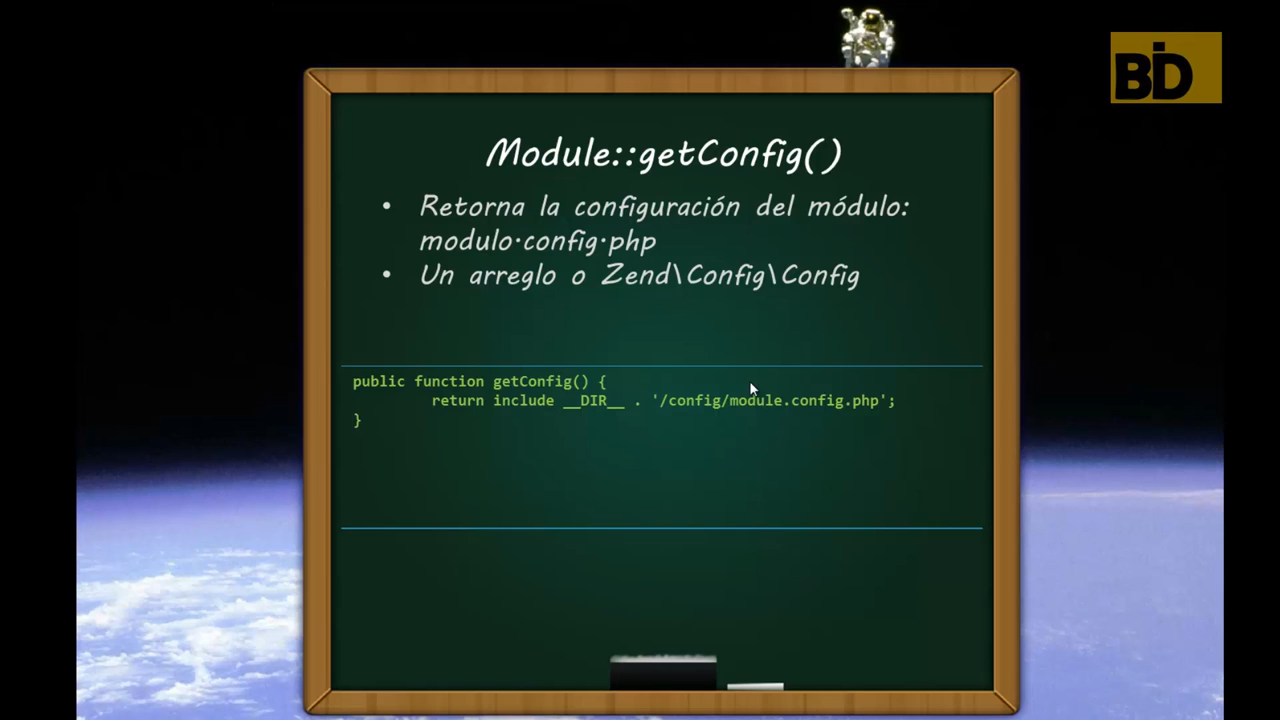 BID
Module::getConfig()
• Retorna la configuración del módulo:
modulo.config.php
• Un arreglo o Zend\Config\Config
public function getConfig() {
        return include __DIR__ . '/config/module.config.php';
}